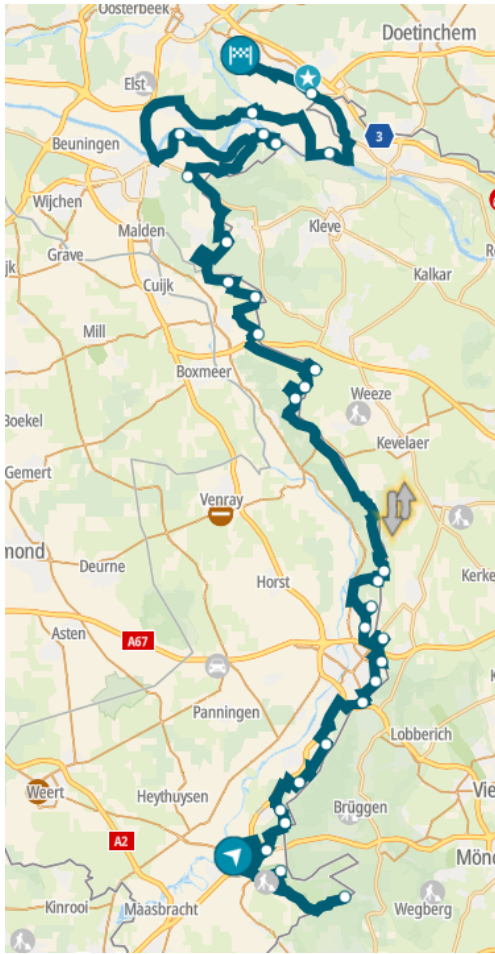 Oosterbeek
Doetinchem
Elst
3
Beuningen
Wijchen
Malden
Kleve
Grave
Kalkar
Cuijk
Mill
Boxmeer
Weeze
Boekel
Kevelaer
Gemert
Venray
mond
Deurne
Kerke
Horst
Asten
A67
Panningen
Lobberich
Weert
Heythuysen
Vie
Brüggen
A2
Mön
Kinrooi
Maasbracht
Wegberg